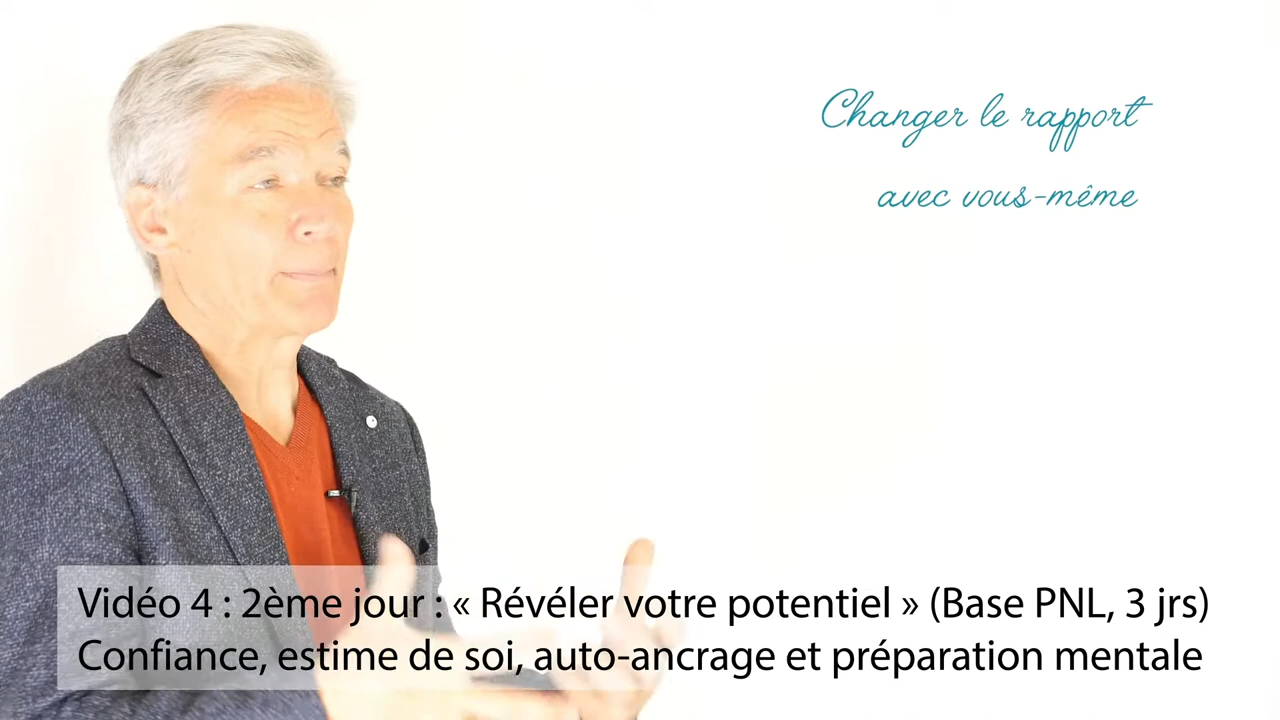 Changer le rapport
avec vous-même
Vidéo 4 : 2ème jour : « Révéler votre potentiel » (Base PNL, 3 jrs)
Confiance, estime de soi, auto-ancrage et préparation mentale